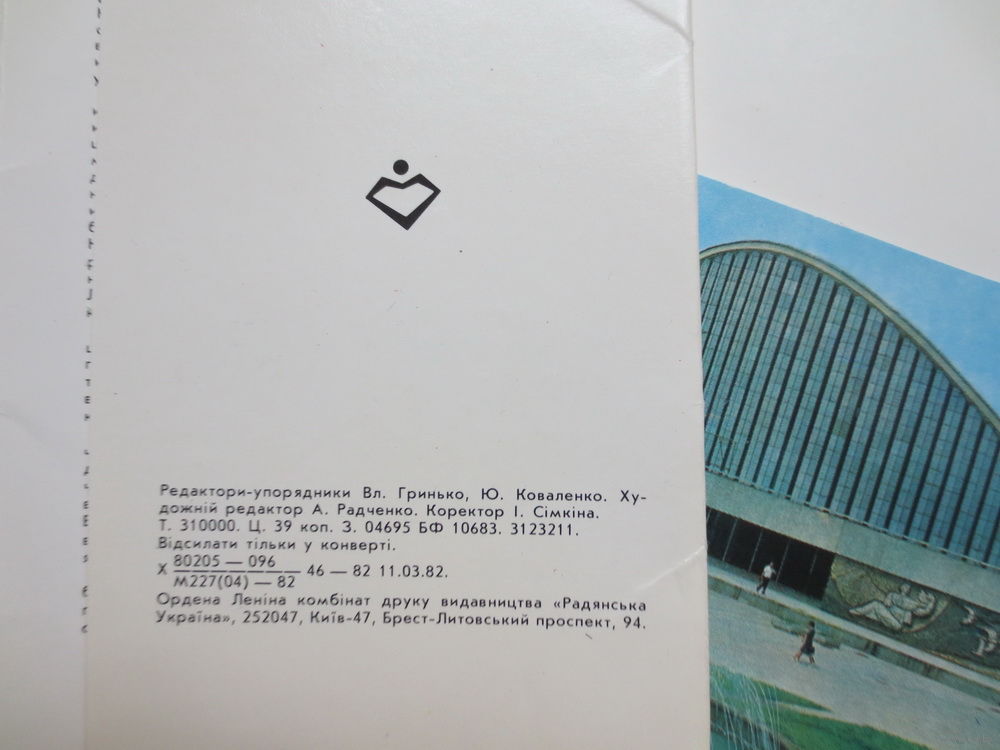 Редактори-упорядники Вл. Гринько, Ю. Коваленко. Ху-
дожній редактор А. Радченко. Коректор І. Сімкіна.
Т. 310000. Ц. 39 коп. З. 04695 БФ 10683. 3123211.
Відсилати тільки у конверті.
Х 80205 — 096
М227(04) — 82 46 — 82 11.03.82.
Ордена Леніна комбінат друку видавництва «Радянська
Україна», 252047, Київ-47, Брест-Литовський проспект, 94.